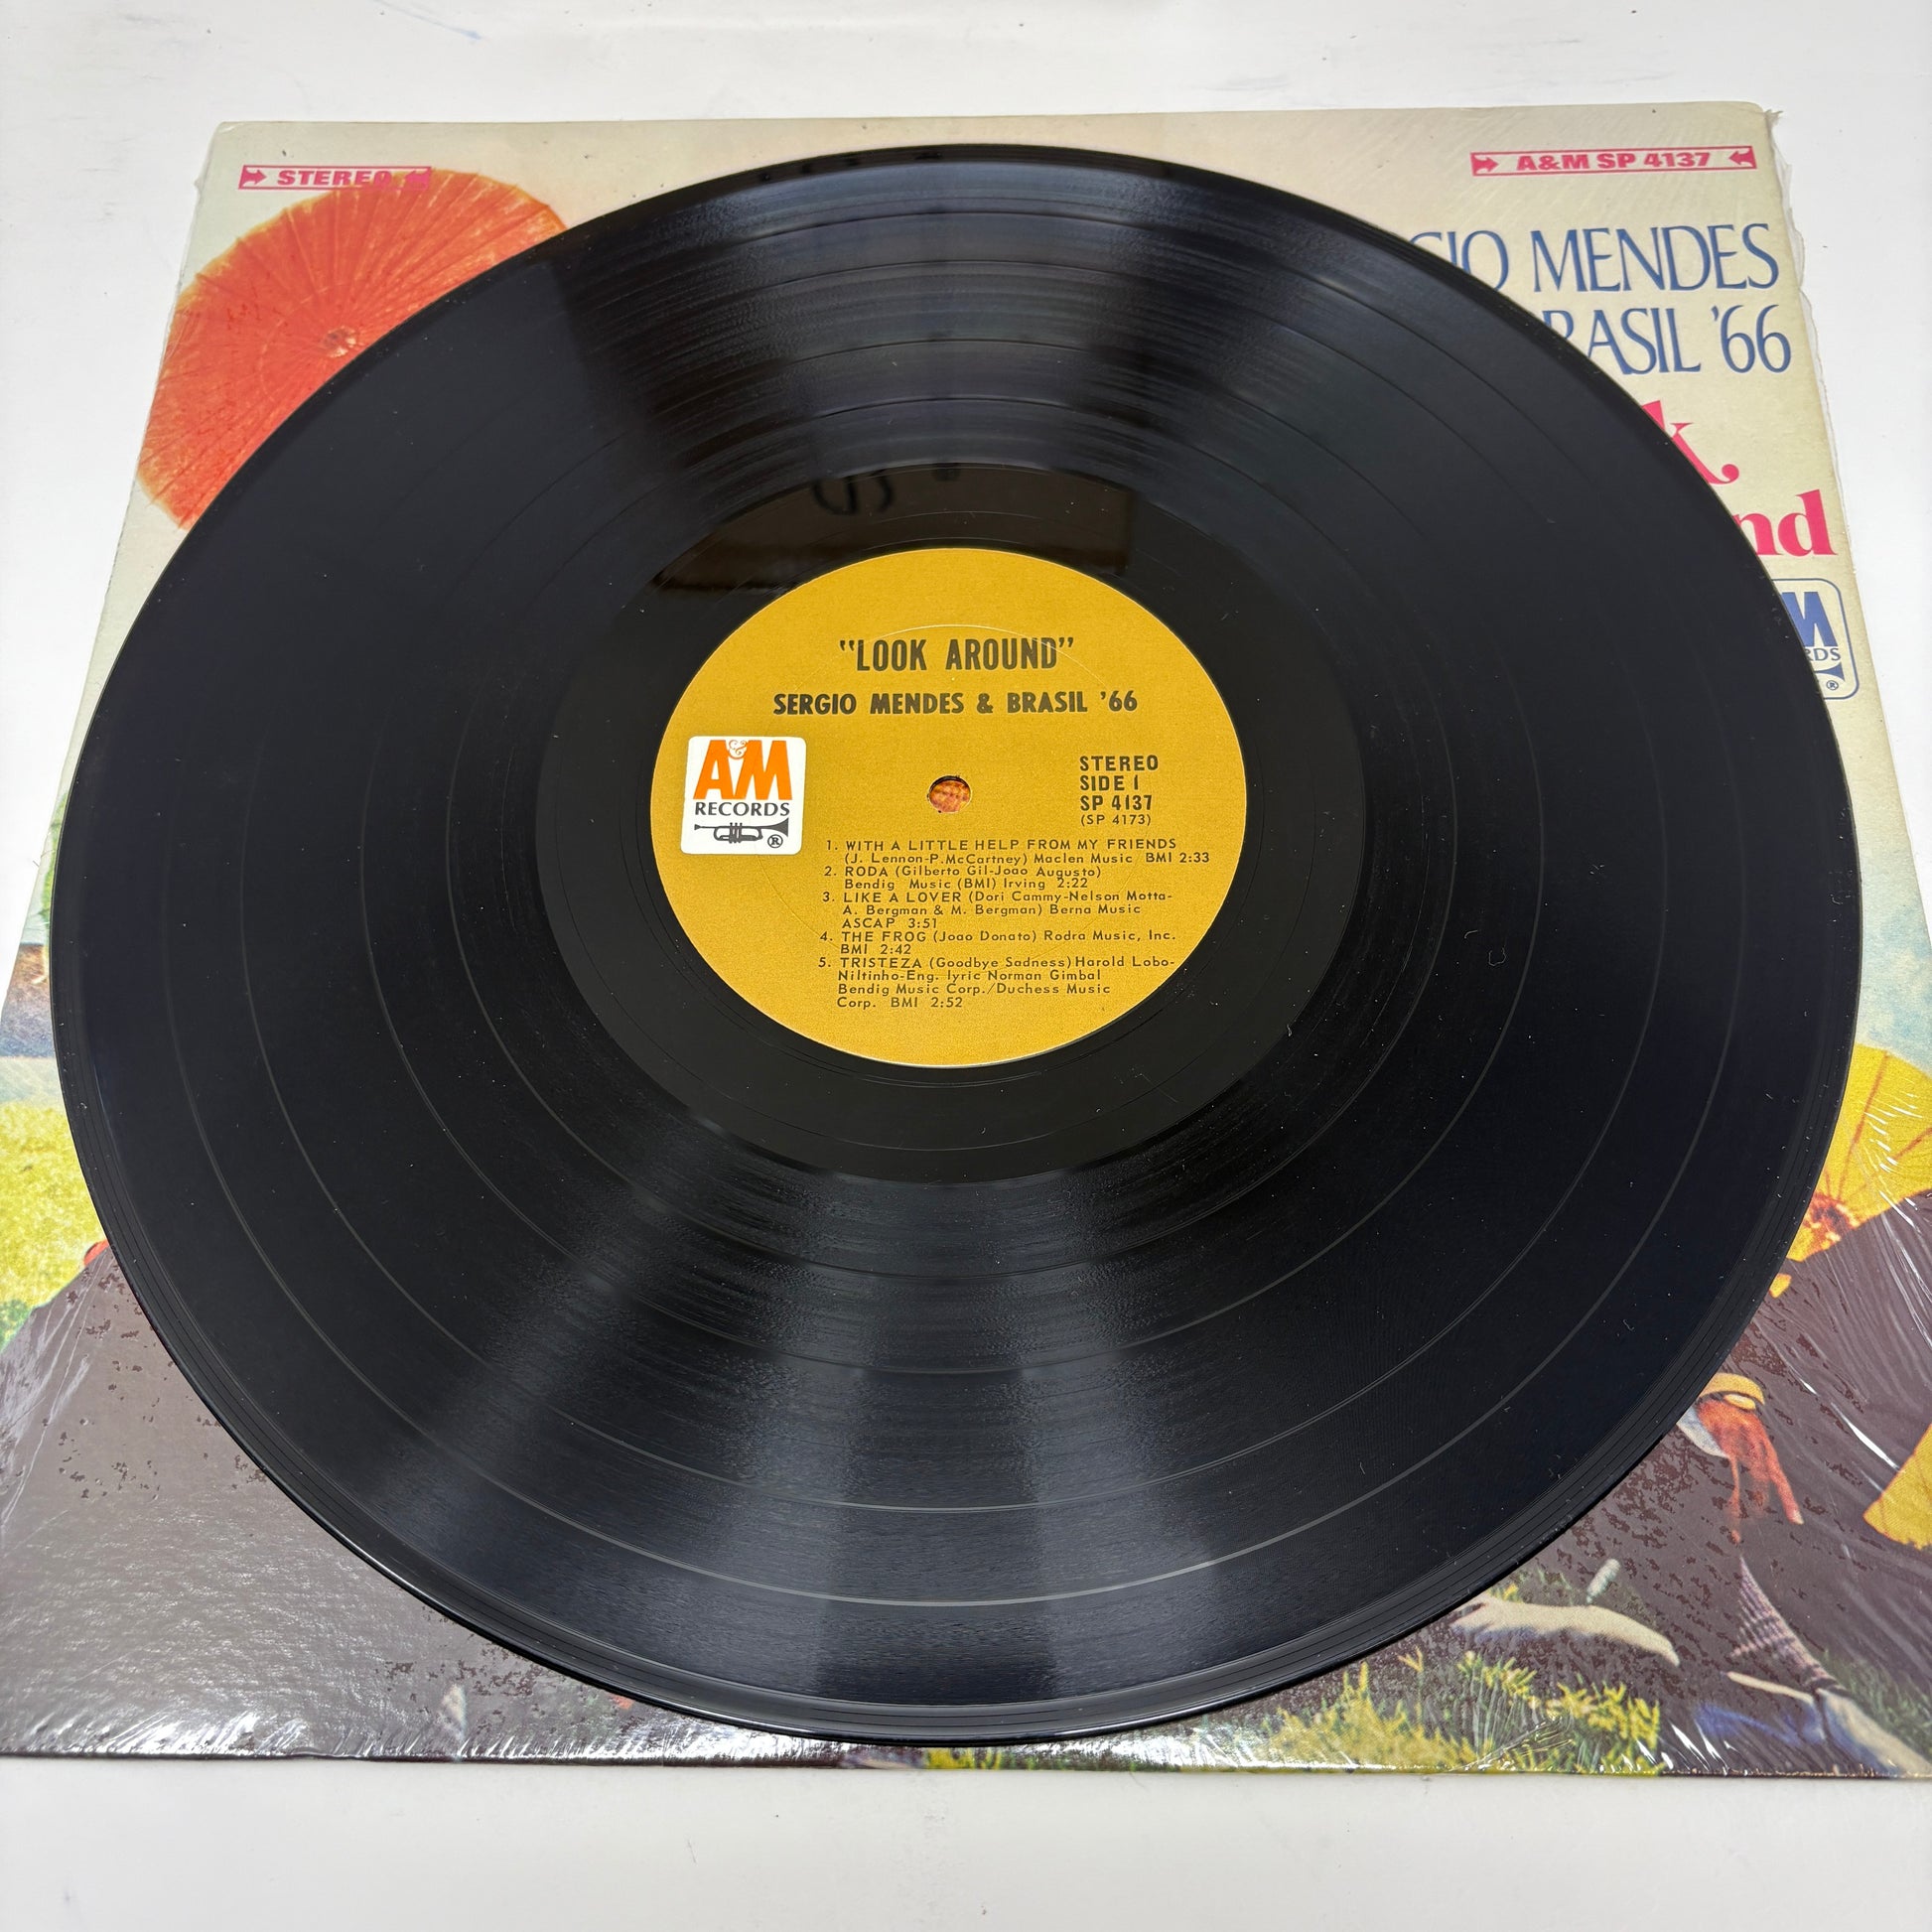 STEREO
A&M SP 4137
GIO MENDES
BRASIL '66
k
nd
M
RDS
®
"LOOK AROUND"
SERGIO MENDES & BRASIL '66
A&M
RECORDS
®
STEREO
SIDE 1
SP 4137
(SP 4173)
1. WITH A LITTLE HELP FROM MY FRIENDS
(J. Lennon-P.McCartney) Maclen Music BMI 2:33
2. RODA (Gilberto Gil-Joao Augusto)
Bendig Music (BMI) Irving 2:22
3. LIKE A LOVER (Dori Cammy-Nelson Motta-
A. Bergman & M. Bergman) Berna Music
ASCAP 3:51
4. THE FROG (Joao Donato) Rodra Music, Inc.
BMI 2:42
5. TRISTEZA (Goodbye Sadness) Harold Lobo-
Niltinho-Eng. lyric Norman Gimbal
Bendig Music Corp./Duchess Music
Corp. BMI 2:52